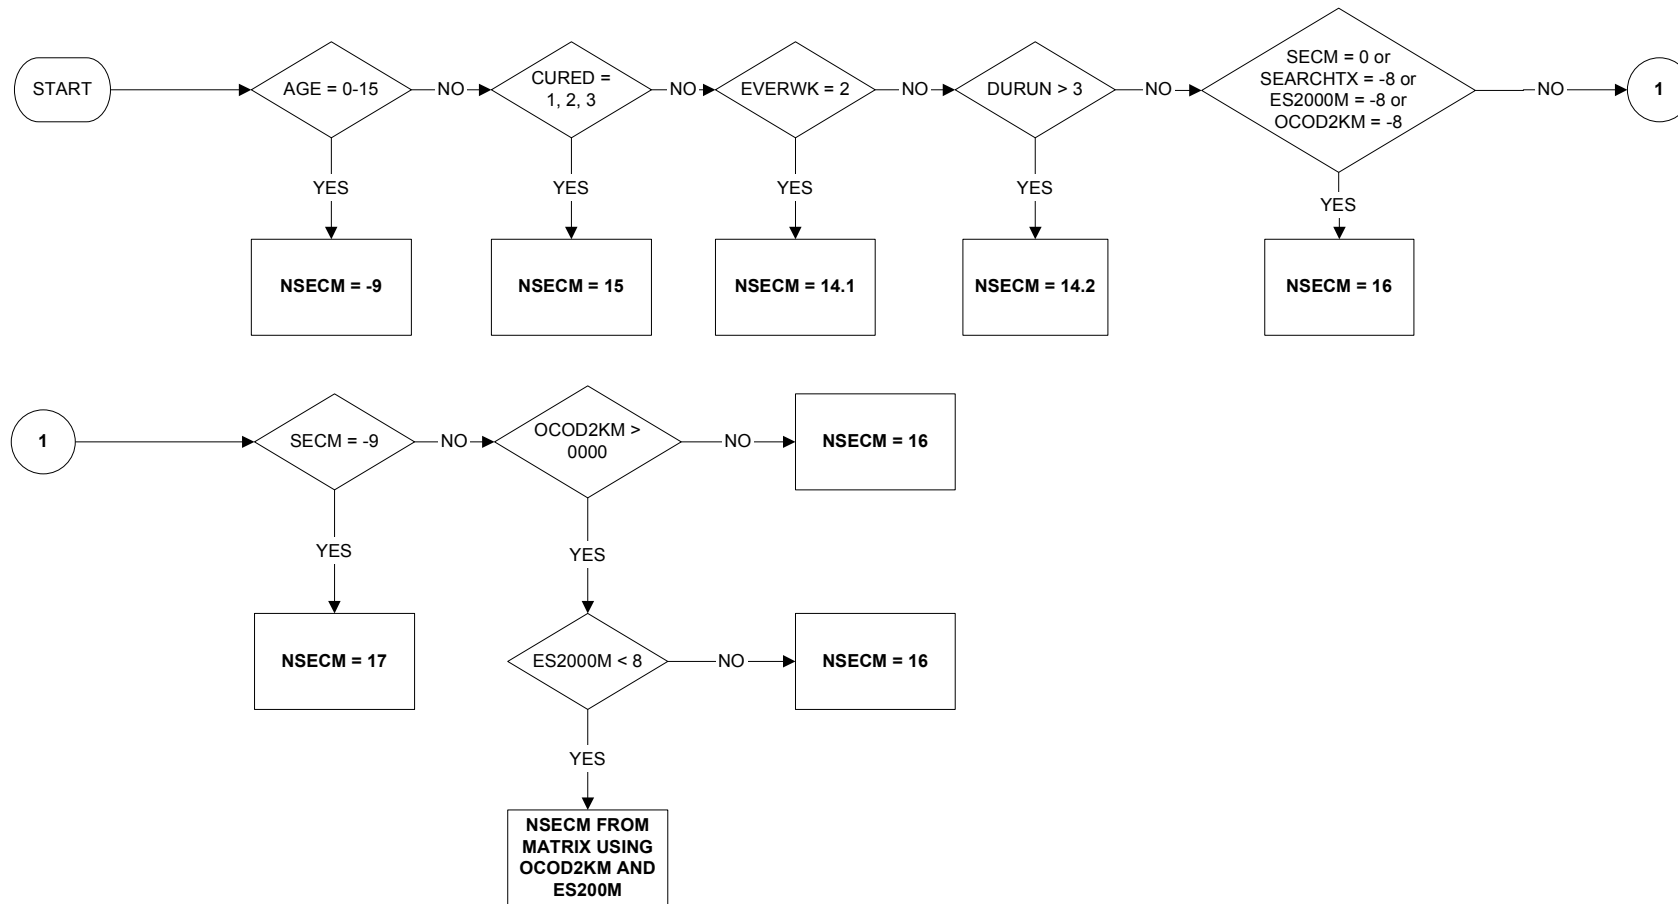 START
AGE = 0-15
NO
CURED =
1, 2, 3
NO
EVERWK = 2
NO
DURUN > 3
NO
SECM = 0 or
SEARCHTX = -8 or
ES2000M = -8 or
OCOD2KM = -8
NO
1
YES
YES
YES
YES
YES
NSECM = -9
NSECM = 15
NSECM = 14.1
NSECM = 14.2
NSECM = 16
1
SECM = -9
NO
OCOD2KM >
0000
NO
NSECM = 16
YES
YES
NSECM = 17
ES2000M < 8
NO
NSECM = 16
YES
NSECM FROM
MATRIX USING
OCOD2KM AND
ES200M